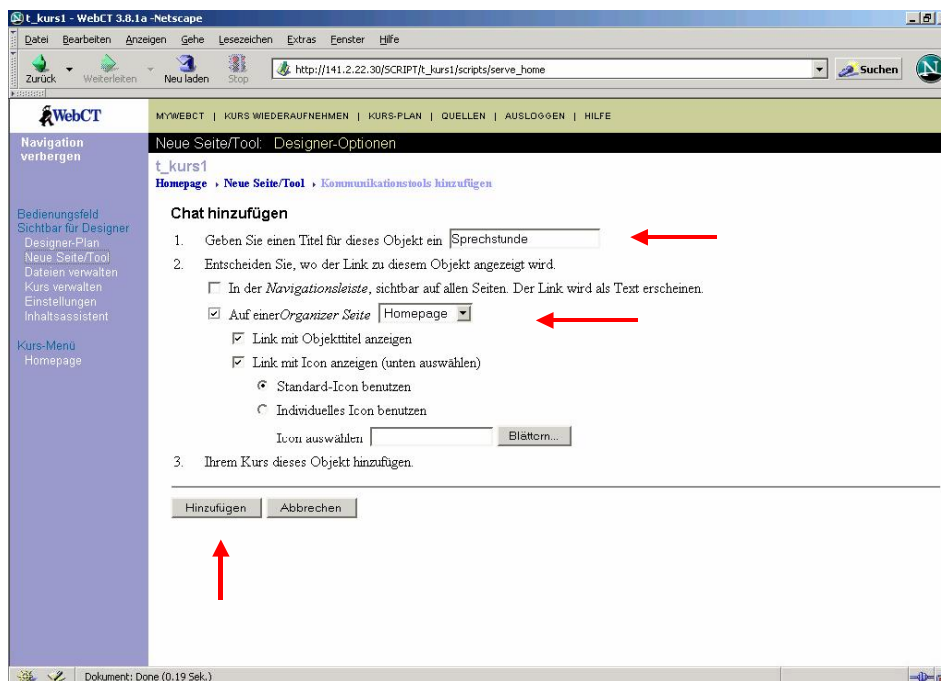 t_kurs1 - WebCT 3.8.1a -Netscape
Datei Bearbeiten Anzeigen Gehe Lesezeichen Extras Fenster Hilfe
Zurück Weiterleiten Neu laden Stop http://141.2.22.30/SCRIPT/t_kurs1/scripts/serve_home Suchen N
WebCT MYWEBCT | KURS WIEDERAUFNEHMEN | KURS-PLAN | QUELLEN | AUSLOGGEN | HILFE
Navigation verbergen
Neue Seite/Tool: Designer-Optionen
t_kurs1
Homepage › Neue Seite/Tool › Kommunikationstools hinzufügen
Bedienungsfeld
Sichtbar für Designer
Designer-Plan
Neue Seite/Tool
Dateien verwalten
Kurs verwalten
Einstellungen
Inhaltsassistent
Kurs-Menü
Homepage
Chat hinzufügen
1. Geben Sie einen Titel für dieses Objekt ein Sprechstunde
2. Entscheiden Sie, wo der Link zu diesem Objekt angezeigt wird.
In der Navigationsleiste, sichtbar auf allen Seiten. Der Link wird als Text erscheinen.
Auf einerOrganizer Seite Homepage
Link mit Objekttitel anzeigen
Link mit Icon anzeigen (unten auswählen)
Standard-Icon benutzen
Individuelles Icon benutzen
Icon auswählen Blättern...
3. Ihrem Kurs dieses Objekt hinzufügen.
Hinzufügen Abbrechen
Dokument: Done (0.19 Sek.)